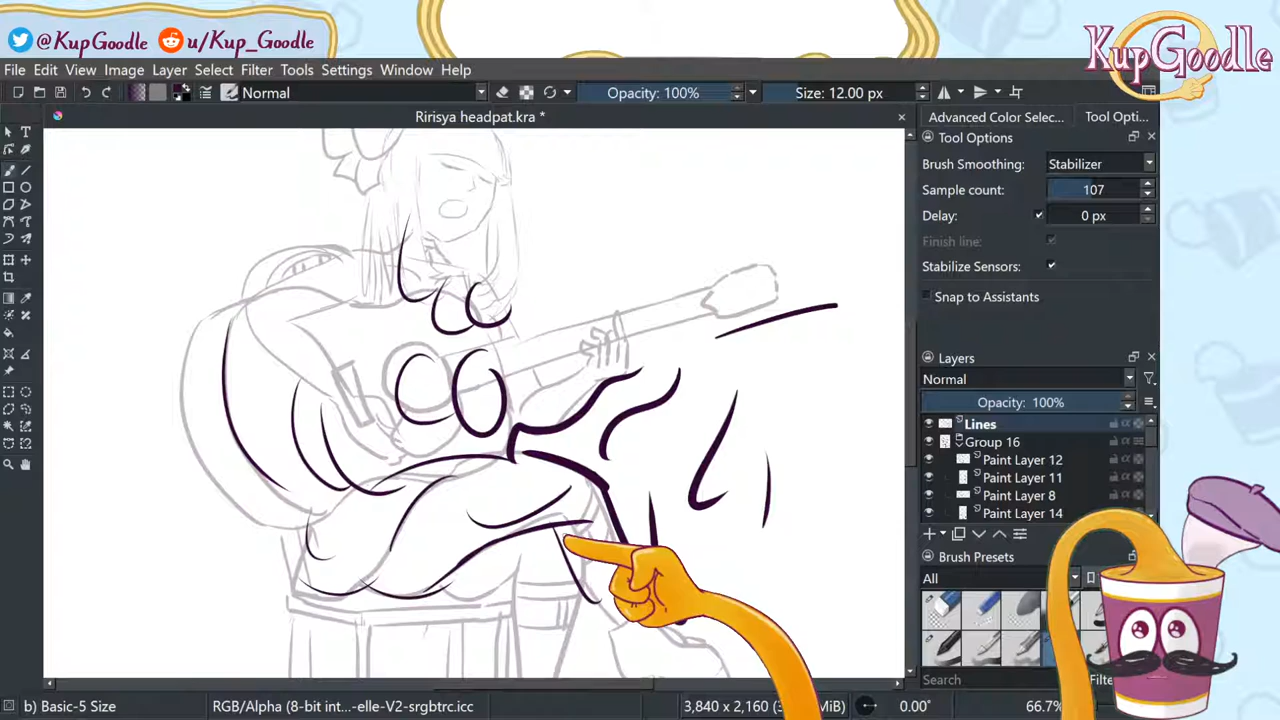 @KupGoodle u/Kup_Goodle
KupGoodle
File Edit View Image Layer Select Filter Tools Settings Window Help
Normal Opacity: 100% Size: 12.00 px
Ririsya headpat.kra * Advanced Color Selec... Tool Opti...
Tool Options
Brush Smoothing: Stabilizer
Sample count: 107
Delay: 0 px
Finish line:
Stabilize Sensors:
Snap to Assistants
Layers
Normal
Opacity: 100%
Lines
Group 16
Paint Layer 12
Paint Layer 11
Paint Layer 8
Paint Layer 14
Brush Presets
All
Search
b) Basic-5 Size RGB/Alpha (8-bit int...-elle-V2-srgbtrc.icc 3,840 x 2,160 ( MiB) 0.00° 66.7%